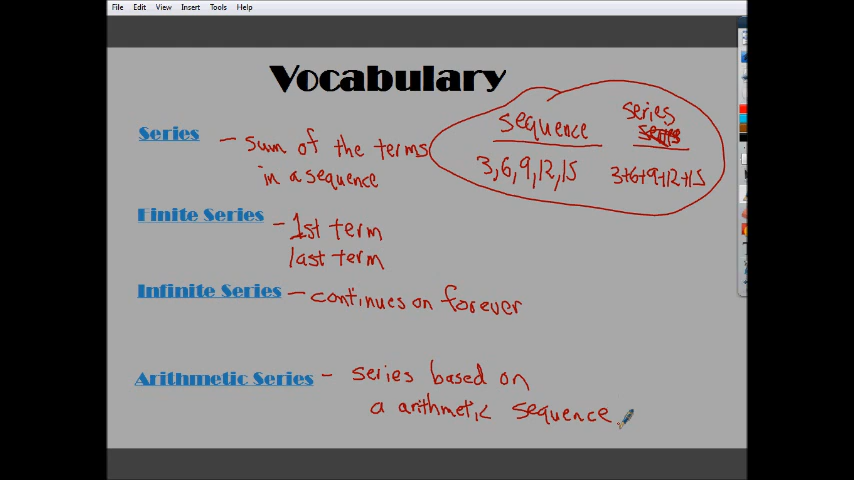 File Edit View Insert Tools Help
Vocabulary
sequence
series
series
3, 6, 9, 12, 15
3+6+9+12+15
Series - sum of the terms
in a sequence
Finite Series - 1st term
last term
Infinite Series - continues on forever
Arithmetic Series - series based on
a arithmetic sequence